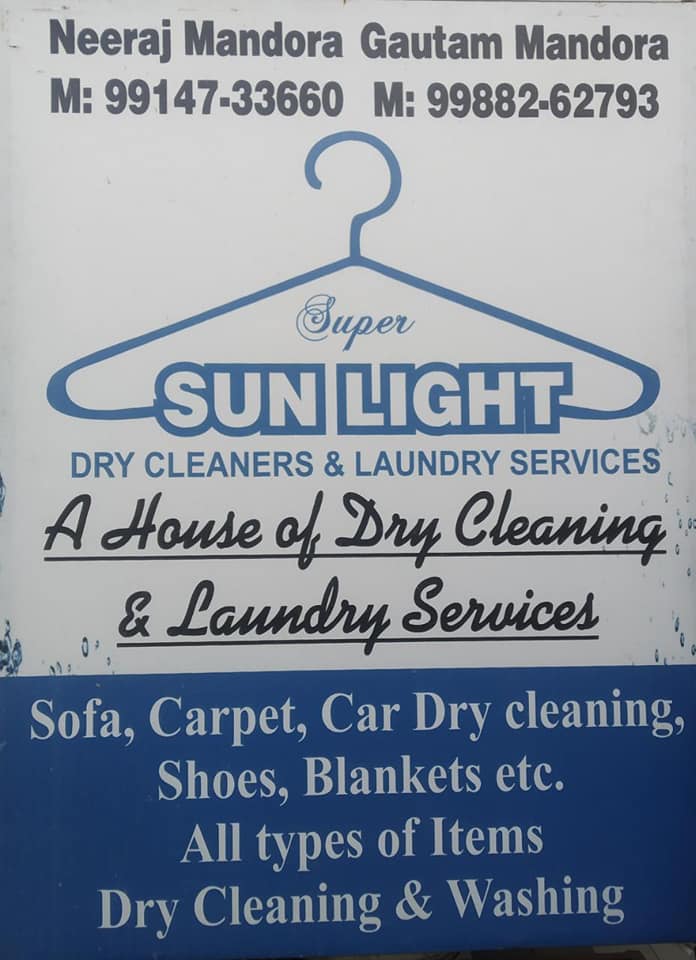 Neeraj Mandora Gautam Mandora
M: 99147-33660 M: 99882-62793
Super
SUN LIGHT
DRY CLEANERS & LAUNDRY SERVICES
A House of Dry Cleaning
& Laundry Services
Sofa, Carpet, Car Dry cleaning,
Shoes, Blankets etc.
All types of Items
Dry Cleaning & Washing